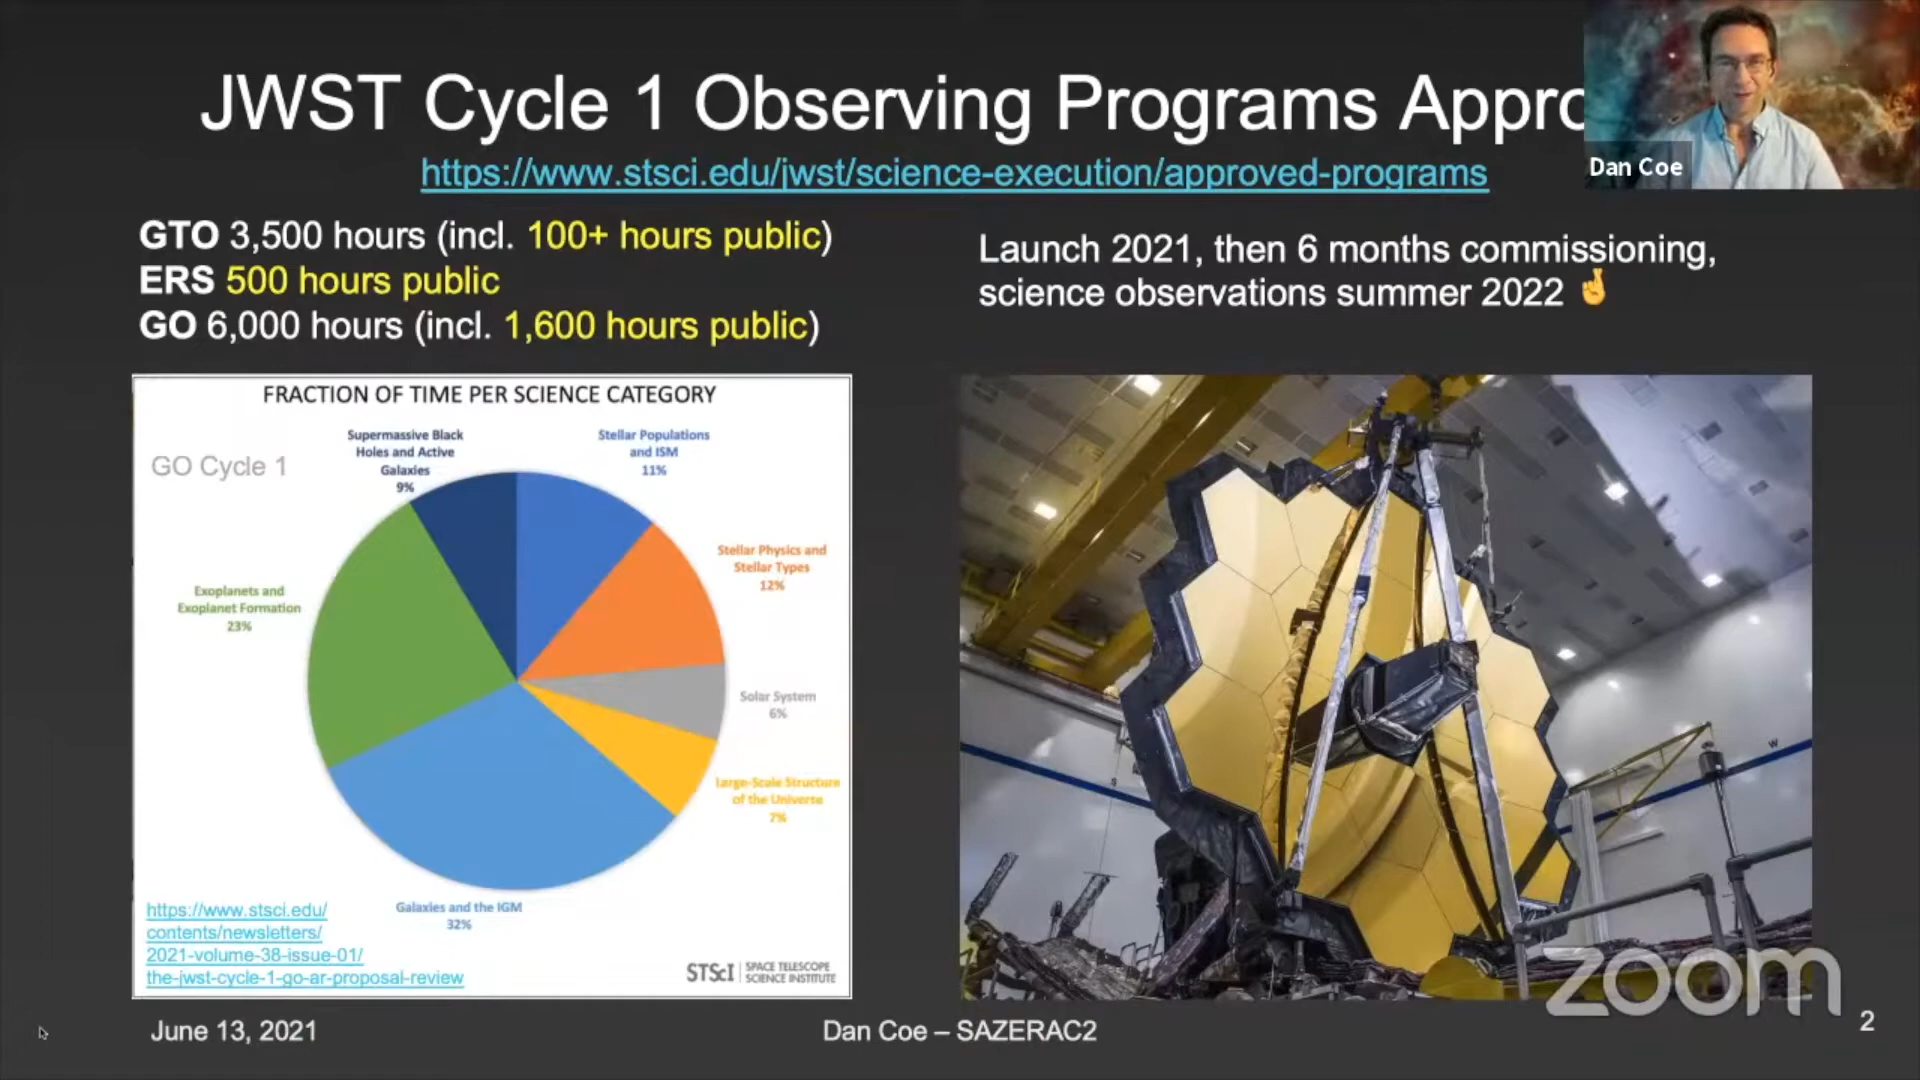 JWST Cycle 1 Observing Programs Appro
https://www.stsci.edu/jwst/science-execution/approved-programs
Dan Coe
GTO 3,500 hours (incl. 100+ hours public)
ERS 500 hours public
GO 6,000 hours (incl. 1,600 hours public)
Launch 2021, then 6 months commissioning,
science observations summer 2022 🤞
FRACTION OF TIME PER SCIENCE CATEGORY
GO Cycle 1
Supermassive Black
Holes and Active
Galaxies
9%
Stellar Populations
and ISM
11%
Stellar Physics and
Stellar Types
12%
Exoplanets and
Exoplanet Formation
23%
Solar System
6%
Large-Scale Structure
of the Universe
7%
Galaxies and the IGM
32%
https://www.stsci.edu/
contents/newsletters/
2021-volume-38-issue-01/
the-jwst-cycle-1-go-ar-proposal-review
STScI | SPACE TELESCOPE
SCIENCE INSTITUTE
S
W
zoom
June 13, 2021
Dan Coe – SAZERAC2
2